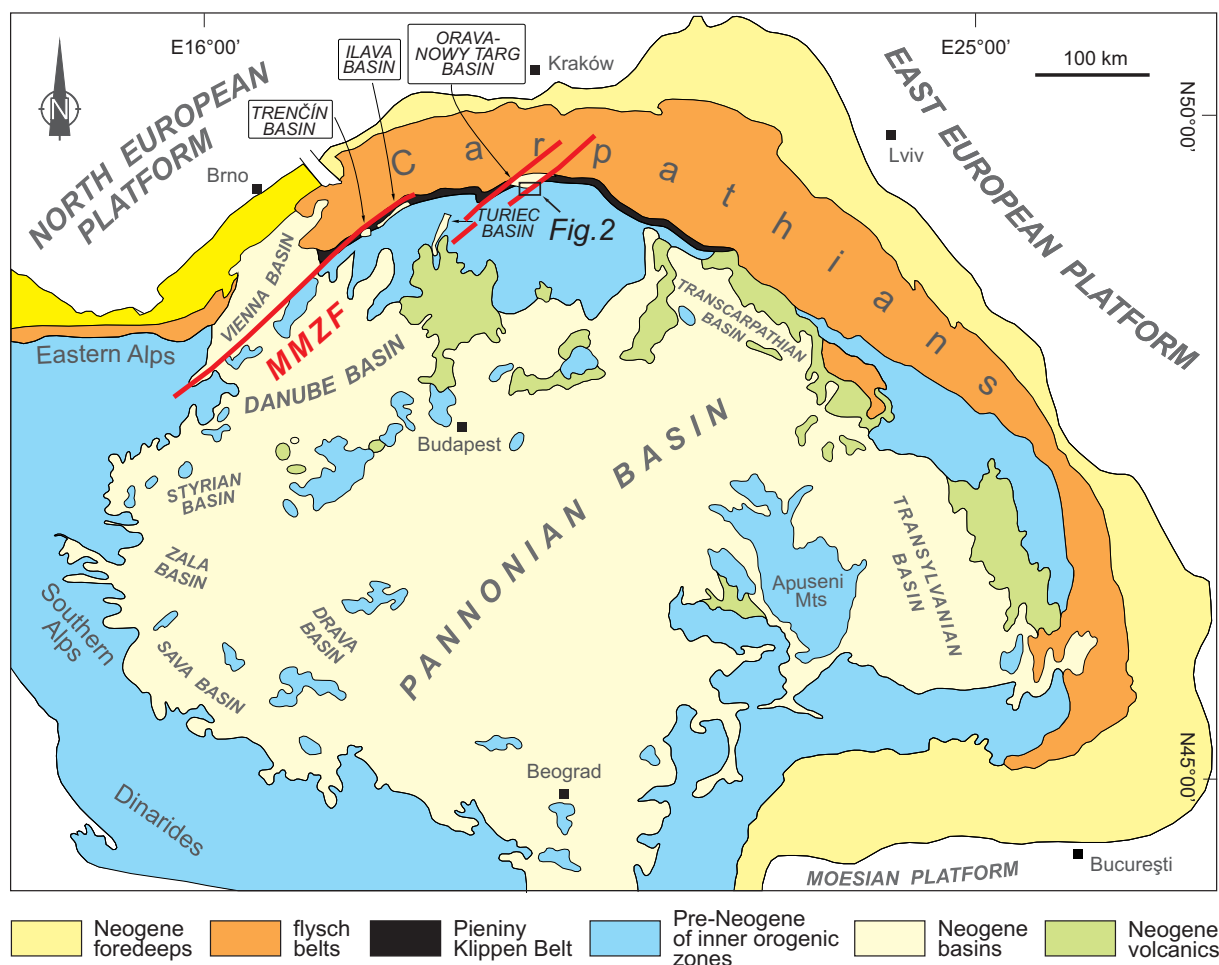 E16°00'
E25°00'
100 km
N50°00'
N45°00'
N
ILAVA
BASIN
ORAVA-
NOWY TARG
BASIN
TRENČÍN
BASIN
Kraków
NORTH EUROPEAN
PLATFORM
EAST EUROPEAN PLATFORM
Brno
Lviv
Carpathians
TURIEC
BASIN
Fig.2
VIENNA BASIN
MMZF
TRANSCARPATHIAN
BASIN
Eastern Alps
DANUBE BASIN
Budapest
STYRIAN
BASIN
PANNONIAN BASIN
TRANSYLVANIAN
BASIN
ZALA
BASIN
Apuseni
Mts
Southern
Alps
DRAVA
BASIN
SAVA BASIN
Beograd
Dinarides
MOESIAN PLATFORM
Bucureşti
Neogene
foredeeps
flysch
belts
Pieniny
Klippen Belt
Pre-Neogene
of inner orogenic
zones
Neogene
basins
Neogene
volcanics